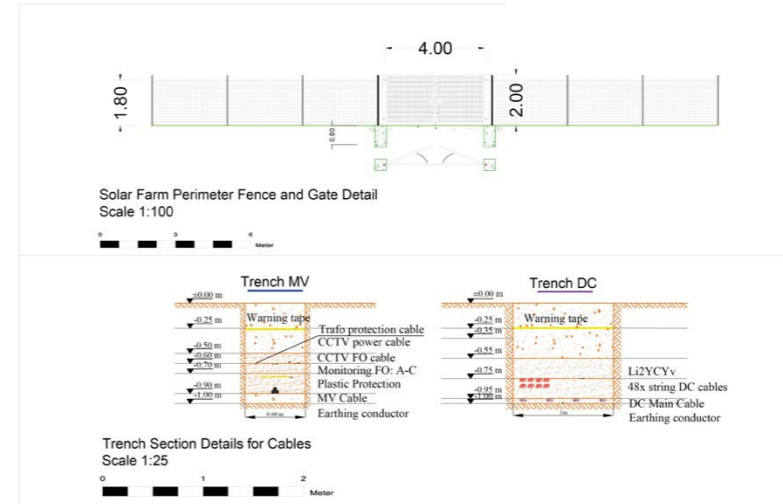 4.00
1.80
2.00
0.80
Solar Farm Perimeter Fence and Gate Detail
Scale 1:100
0 3 6
Meter
Trench MV
±0.00 m
-0.25 m
Warning tape
-0.50 m
-0.60 m
-0.70 m
-0.90 m
-1.00 m
Trafo protection cable
CCTV power cable
CCTV FO cable
Monitoring FO: A-C
Plastic Protection
MV Cable
Earthing conductor
0.60 m
Trench DC
±0.00 m
-0.25 m
Warning tape
-0.35 m
-0.55 m
-0.75 m
-0.95 m
-1.00 m
Li2YCYv
48x string DC cables
DC Main Cable
Earthing conductor
1m
Trench Section Details for Cables
Scale 1:25
0 1 2
Meter